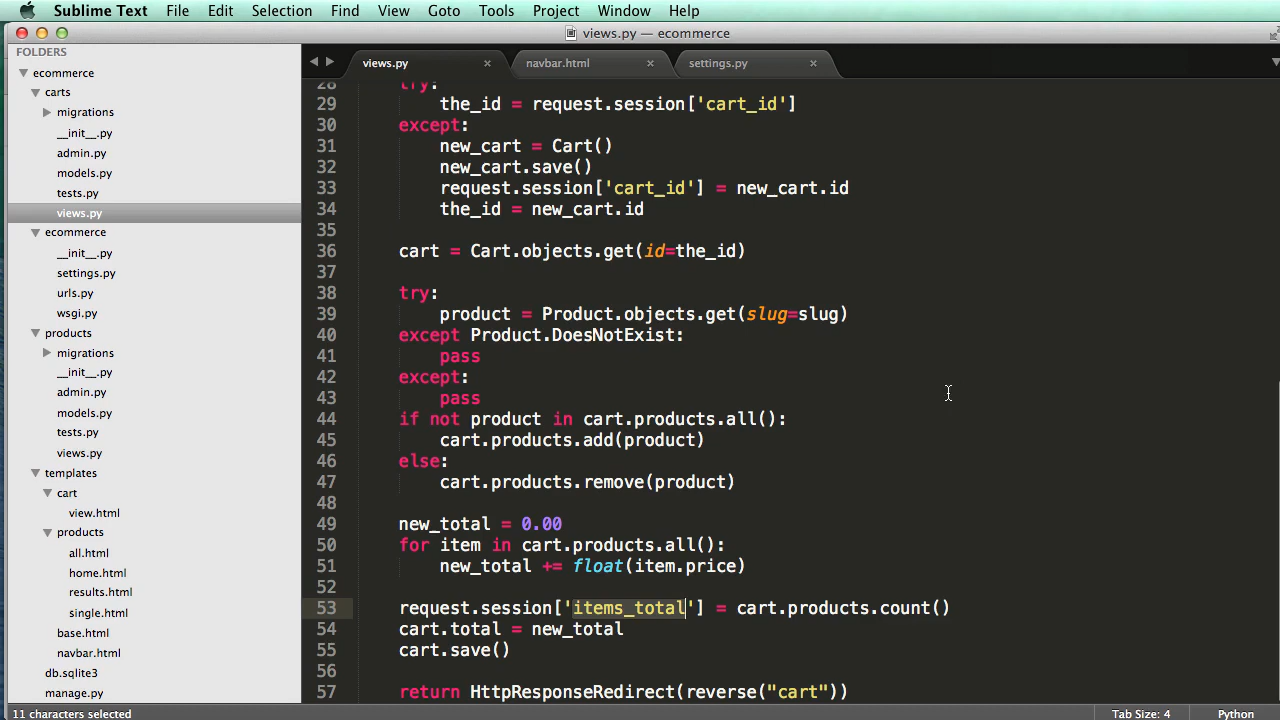 Sublime Text File Edit Selection Find View Goto Tools Project Window Help
views.py — ecommerce
FOLDERS
ecommerce
carts
migrations
__init__.py
admin.py
models.py
tests.py
views.py
ecommerce
__init__.py
settings.py
urls.py
wsgi.py
products
migrations
__init__.py
admin.py
models.py
tests.py
views.py
templates
cart
view.html
products
all.html
home.html
results.html
single.html
base.html
navbar.html
db.sqlite3
manage.py
views.py × navbar.html × settings.py ×
28 try:
29 the_id = request.session['cart_id']
30 except:
31 new_cart = Cart()
32 new_cart.save()
33 request.session['cart_id'] = new_cart.id
34 the_id = new_cart.id
35
36 cart = Cart.objects.get(id=the_id)
37
38 try:
39 product = Product.objects.get(slug=slug)
40 except Product.DoesNotExist:
41 pass
42 except:
43 pass
44 if not product in cart.products.all():
45 cart.products.add(product)
46 else:
47 cart.products.remove(product)
48
49 new_total = 0.00
50 for item in cart.products.all():
51 new_total += float(item.price)
52
53 request.session['items_total'] = cart.products.count()
54 cart.total = new_total
55 cart.save()
56
57 return HttpResponseRedirect(reverse("cart"))
11 characters selected Tab Size: 4 Python